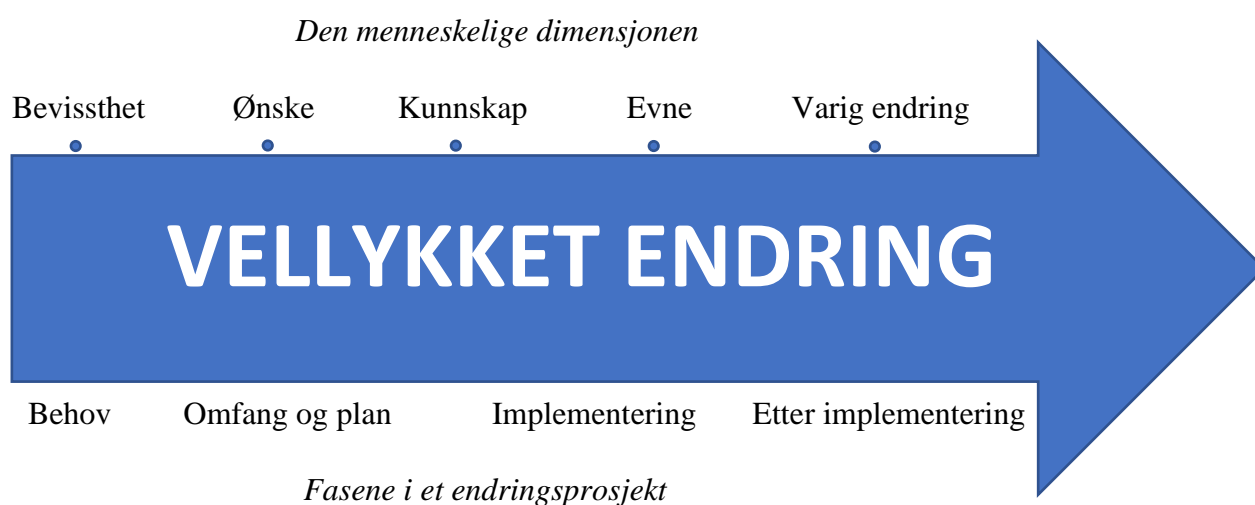 Den menneskelige dimensjonen
Bevissthet Ønske Kunnskap Evne Varig endring
VELLYKKET ENDRING
Behov Omfang og plan Implementering Etter implementering
Fasene i et endringsprosjekt